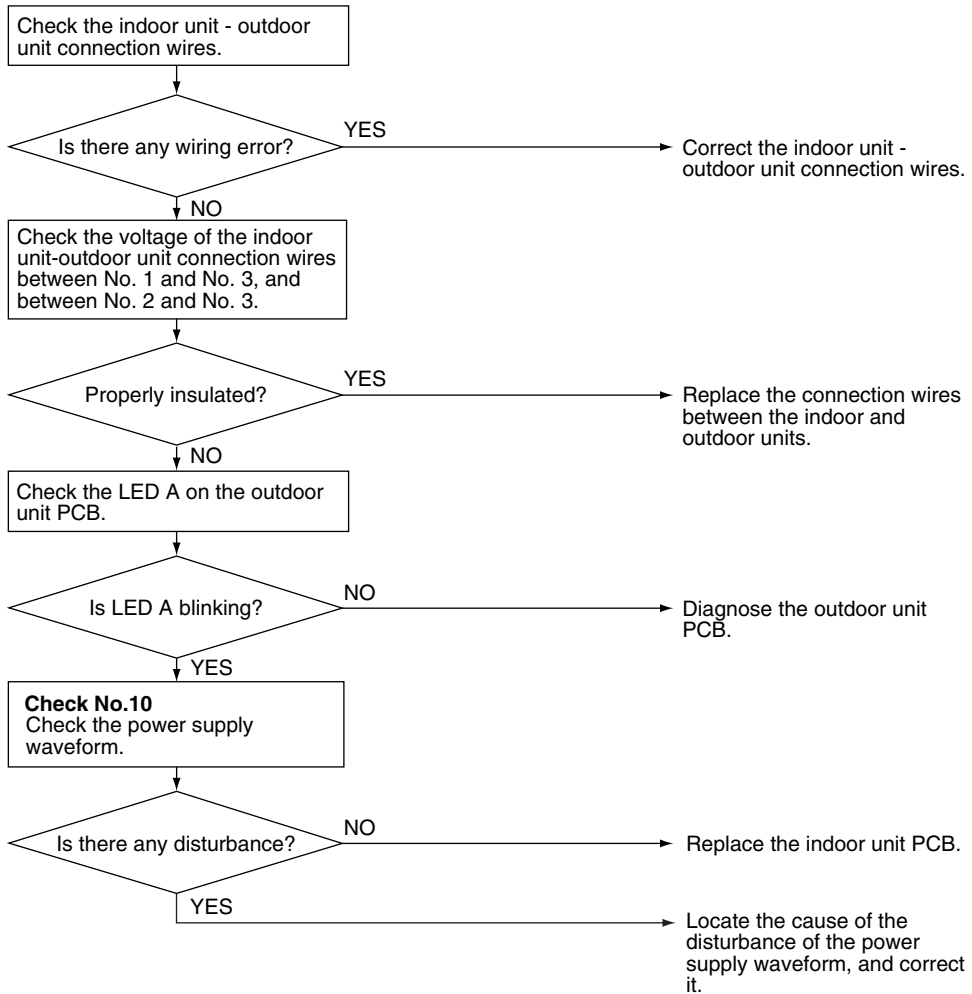 Check the indoor unit - outdoor
unit connection wires.
Is there any wiring error?
YES
Correct the indoor unit -
outdoor unit connection wires.
NO
Check the voltage of the indoor
unit-outdoor unit connection wires
between No. 1 and No. 3, and
between No. 2 and No. 3.
Properly insulated?
YES
Replace the connection wires
between the indoor and
outdoor units.
NO
Check the LED A on the outdoor
unit PCB.
Is LED A blinking?
NO
Diagnose the outdoor unit
PCB.
YES
Check No.10
Check the power supply
waveform.
Is there any disturbance?
NO
Replace the indoor unit PCB.
YES
Locate the cause of the
disturbance of the power
supply waveform, and correct
it.